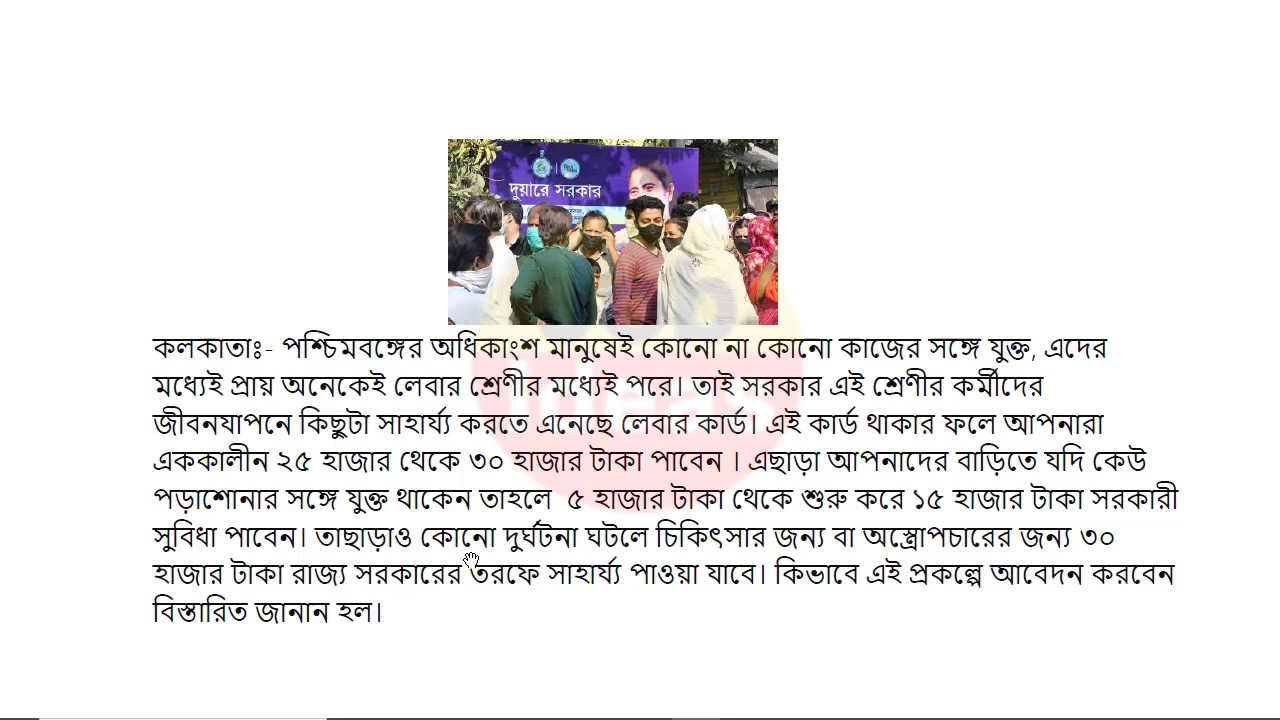 দুয়ারে সরকার
কলকাতাঃ- পশ্চিমবঙ্গের অধিকাংশ মানুষেই কোনো না কোনো কাজের সঙ্গে যুক্ত, এদের
মধ্যেই প্রায় অনেকেই লেবার শ্রেণীর মধ্যেই পরে। তাই সরকার এই শ্রেণীর কর্মীদের
জীবনযাপনে কিছুটা সাহার্য্য করতে এনেছে লেবার কার্ড। এই কার্ড থাকার ফলে আপনারা
এককালীন ২৫ হাজার থেকে ৩০ হাজার টাকা পাবেন । এছাড়া আপনাদের বাড়িতে যদি কেউ
পড়াশোনার সঙ্গে যুক্ত থাকেন তাহলে  ৫ হাজার টাকা থেকে শুরু করে ১৫ হাজার টাকা সরকারী
সুবিধা পাবেন। তাছাড়াও কোনো দুর্ঘটনা ঘটলে চিকিৎসার জন্য বা অস্ত্রোপচারের জন্য ৩০
হাজার টাকা রাজ্য সরকারের তরফে সাহার্য্য পাওয়া যাবে। কিভাবে এই প্রকল্পে আবেদন করবেন
বিস্তারিত জানান হল।